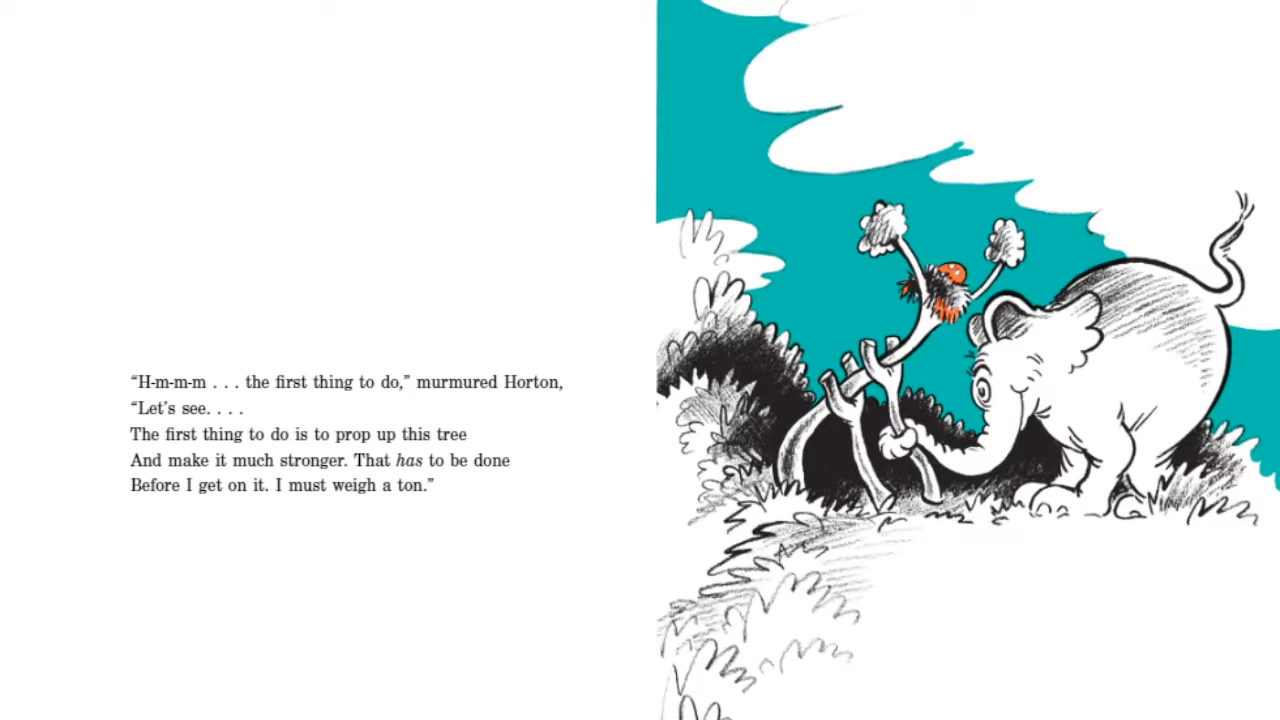 “H-m-m-m . . . the first thing to do,” murmured Horton,
“Let’s see. . . .
The first thing to do is to prop up this tree
And make it much stronger. That has to be done
Before I get on it. I must weigh a ton.”